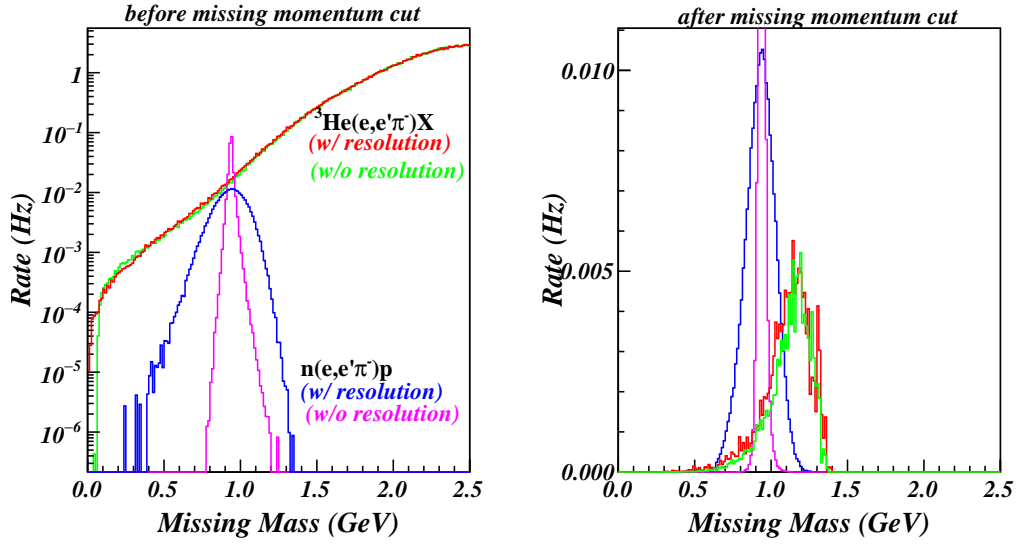 before missing momentum cut
Rate (Hz)
1
10⁻¹
10⁻²
10⁻³
10⁻⁴
10⁻⁵
10⁻⁶
³He(e,e'π⁻)X
(w/ resolution)
(w/o resolution)
n(e,e'π⁻)p
(w/ resolution)
(w/o resolution)
0.0 0.5 1.0 1.5 2.0 2.5
Missing Mass (GeV)
after missing momentum cut
Rate (Hz)
0.010
0.005
0.000
0.0 0.5 1.0 1.5 2.0 2.5
Missing Mass (GeV)